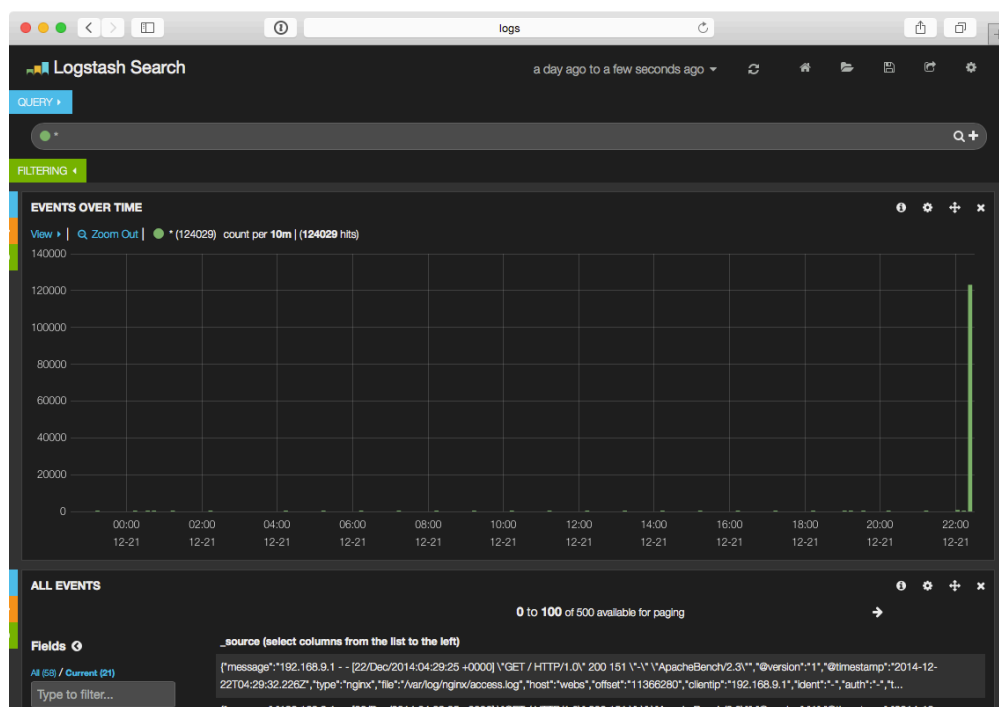 logs
Logstash Search
a day ago to a few seconds ago
QUERY
*
FILTERING
EVENTS OVER TIME
View | Zoom Out | * (124029) count per 10m | (124029 hits)
140000
120000
100000
80000
60000
40000
20000
0
00:00 02:00 04:00 06:00 08:00 10:00 12:00 14:00 16:00 18:00 20:00 22:00
12-21 12-21 12-21 12-21 12-21 12-21 12-21 12-21 12-21 12-21 12-21 12-21
ALL EVENTS
0 to 100 of 500 available for paging
Fields
_source (select columns from the list to the left)
All (58) / Current (21)
Type to filter...
{"message":"192.168.9.1 - - [22/Dec/2014:04:29:25 +0000] \"GET / HTTP/1.0\" 200 151 \"-\" \"ApacheBench/2.3\"","@version":"1","@timestamp":"2014-12-
22T04:29:32.226Z","type":"nginx","file":"/var/log/nginx/access.log","host":"webs","offset":"11366280","clientip":"192.168.9.1","ident":"-","auth":"-","t...